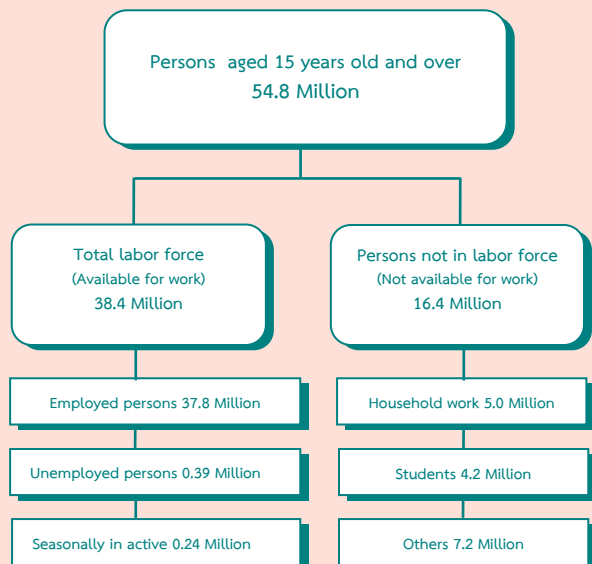 Persons aged 15 years old and over
54.8 Million
Total labor force
(Available for work)
38.4 Million
Persons not in labor force
(Not available for work)
16.4 Million
Employed persons 37.8 Million
Household work 5.0 Million
Unemployed persons 0.39 Million
Students 4.2 Million
Seasonally in active 0.24 Million
Others 7.2 Million